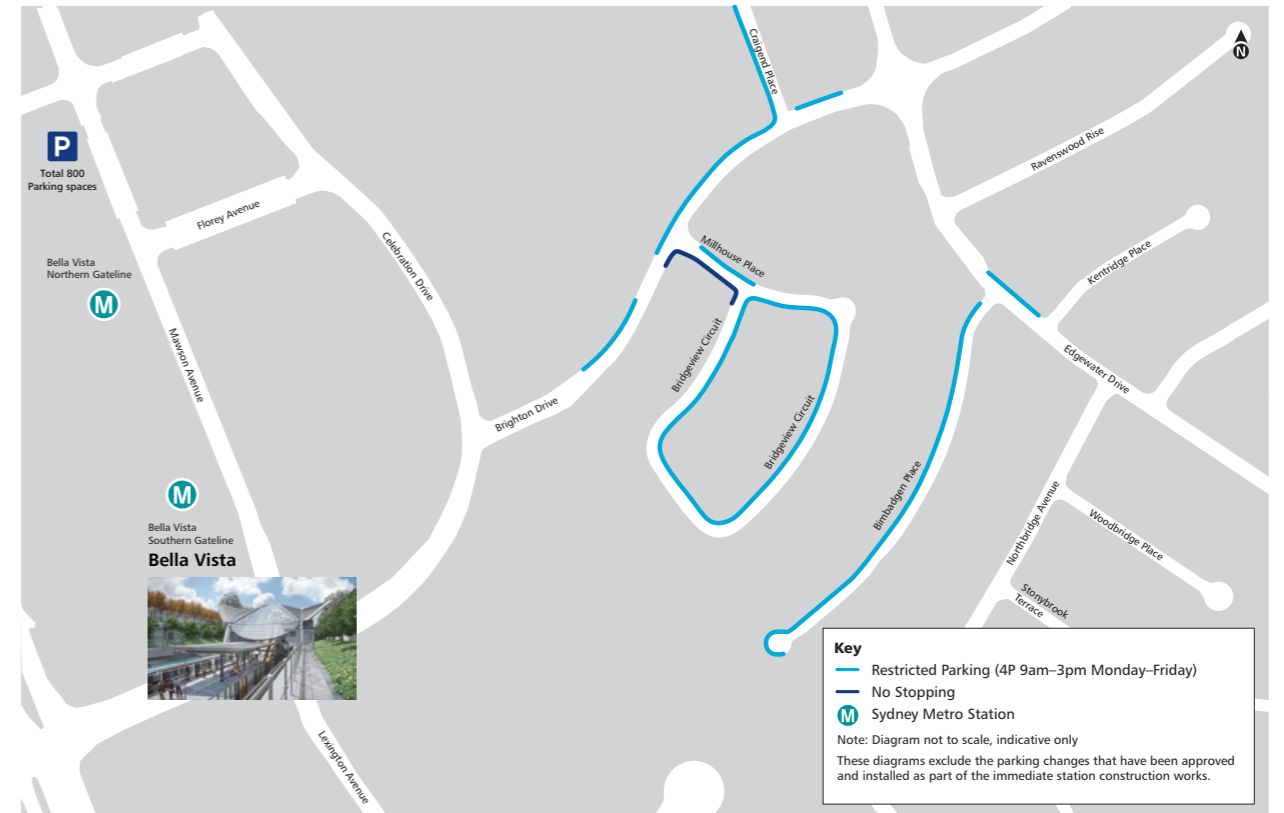 Craigend Place
N
P
Total 800
Parking spaces
Ravenswood Rise
Florey Avenue
Celebration Drive
Millhouse Place
Kentridge Place
Bella Vista
Northern Gateline
M
Mawson Avenue
Bridgeview Circuit
Edgewater Drive
Brighton Drive
Bridgeview Circuit
Bimbadgen Place
M
Bella Vista
Southern Gateline
Bella Vista
Northbridge Avenue
Woodbridge Place
Stonybrook
Terrace
Lexington Avenue
Key
Restricted Parking (4P 9am–3pm Monday–Friday)
No Stopping
M Sydney Metro Station
Note: Diagram not to scale, indicative only
These diagrams exclude the parking changes that have been approved
and installed as part of the immediate station construction works.